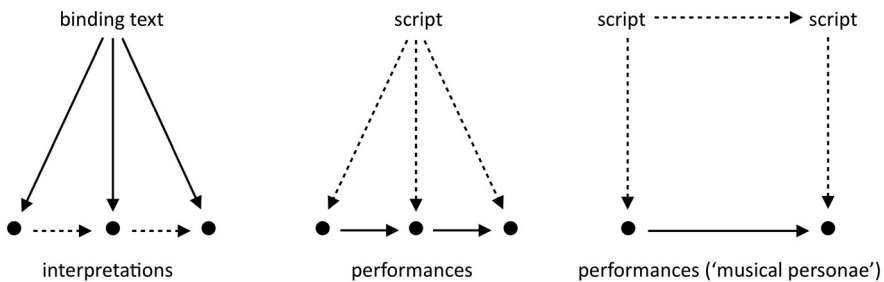 binding text
script
script
script
interpretations
performances
performances (‘musical personae’)